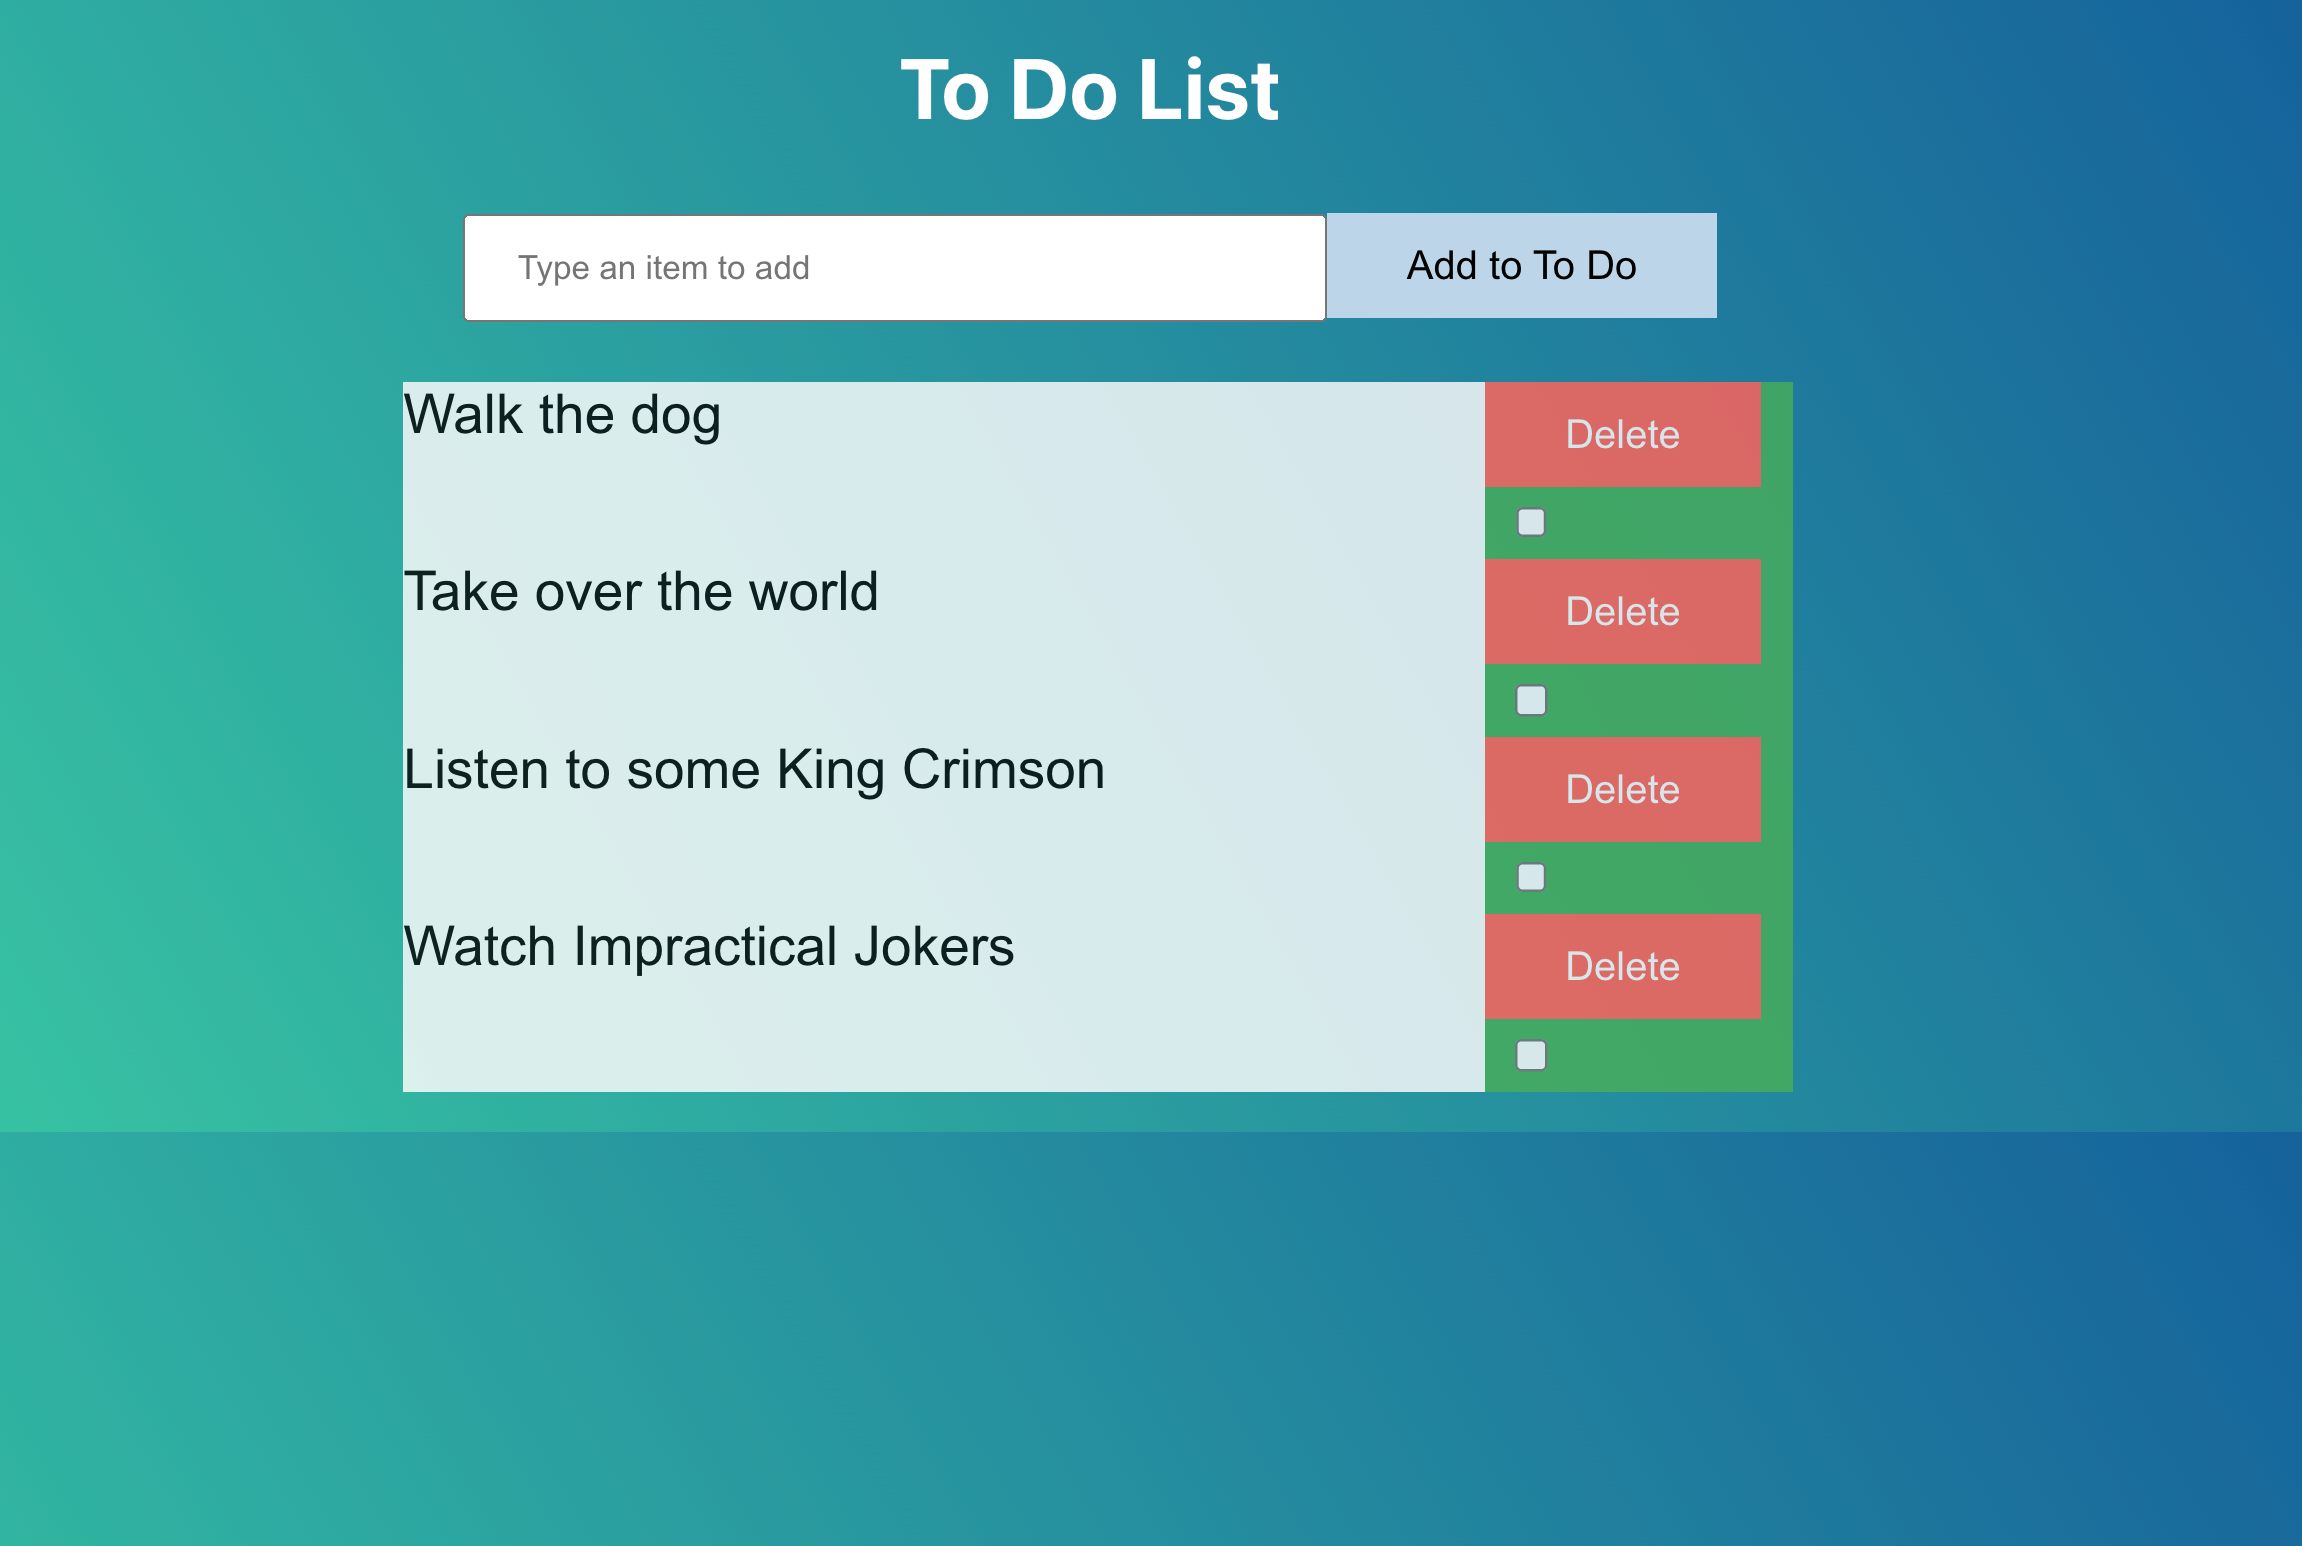 To Do List
Type an item to add
Add to To Do
Walk the dog
Delete
Take over the world
Delete
Listen to some King Crimson
Delete
Watch Impractical Jokers
Delete